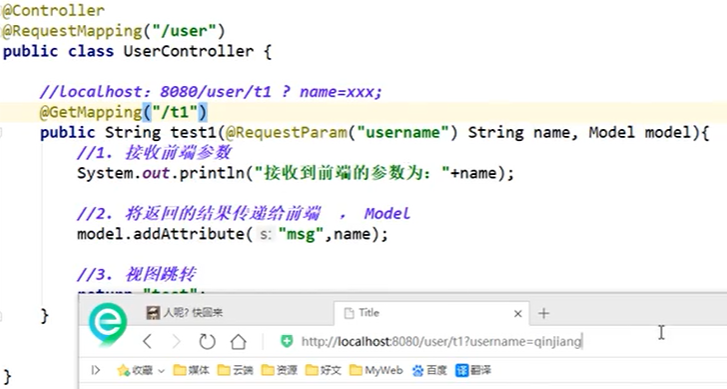 @Controller
@RequestMapping("/user")
public class UserController {
//localhost：8080/user/t1 ? name=xxx;
@GetMapping("/t1")
public String test1(@RequestParam("username") String name, Model model){
//1. 接收前端参数
System.out.println("接收到前端的参数为："+name);
//2. 将返回的结果传递给前端 ， Model
model.addAttribute( s: "msg",name);
//3. 视图跳转
return "test";
}
人呢? 快回来 Title × +
http://localhost:8080/user/t1?username=qinjiang
收藏 媒体 云端 资源 好文 MyWeb 百度 译 翻译
}